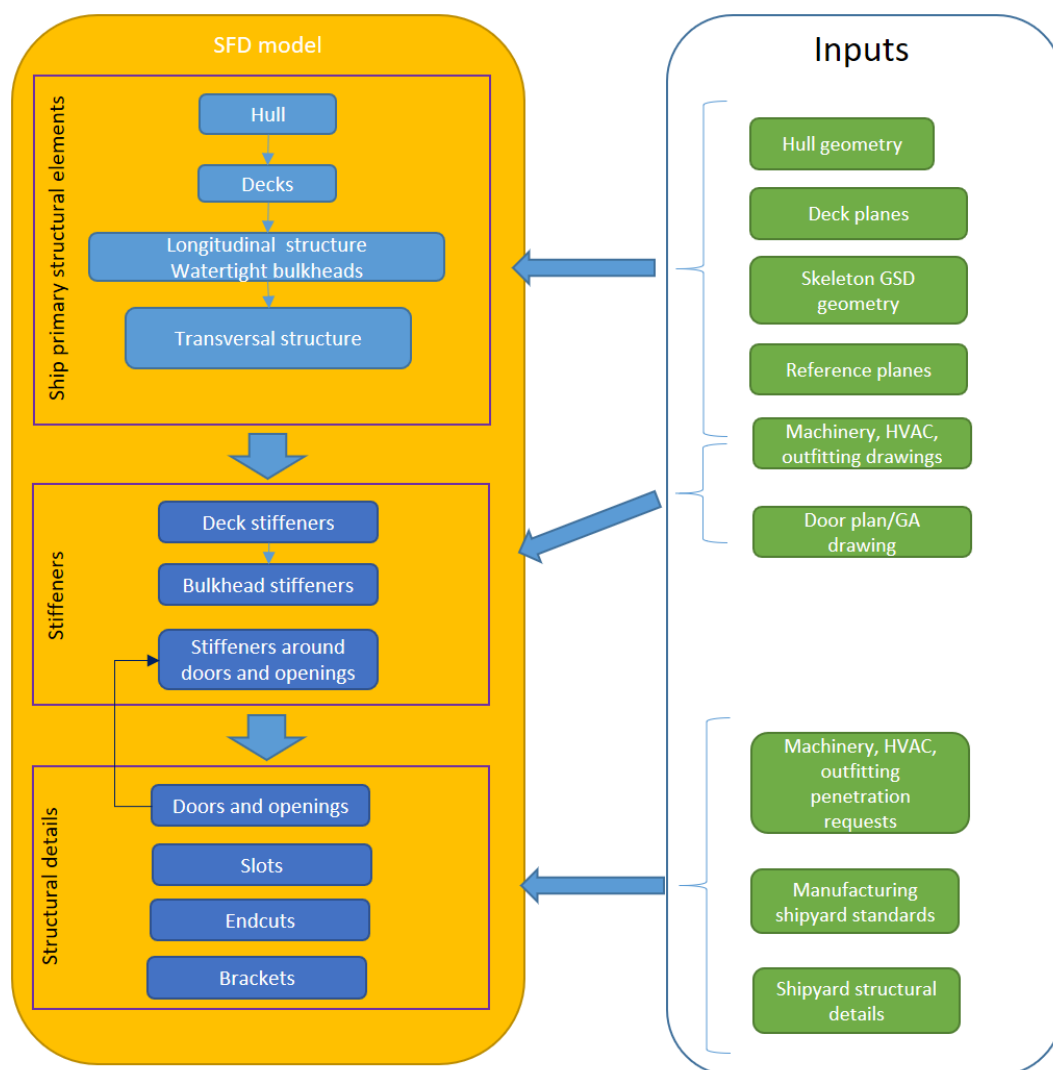 SFD model
Ship primary structural elements
Hull
Decks
Longitudinal structure
Watertight bulkheads
Transversal structure
Stiffeners
Deck stiffeners
Bulkhead stiffeners
Stiffeners around
doors and openings
Structural details
Doors and openings
Slots
Endcuts
Brackets
Inputs
Hull geometry
Deck planes
Skeleton GSD
geometry
Reference planes
Machinery, HVAC,
outfitting drawings
Door plan/GA
drawing
Machinery, HVAC,
outfitting
penetration
requests
Manufacturing
shipyard standards
Shipyard structural
details